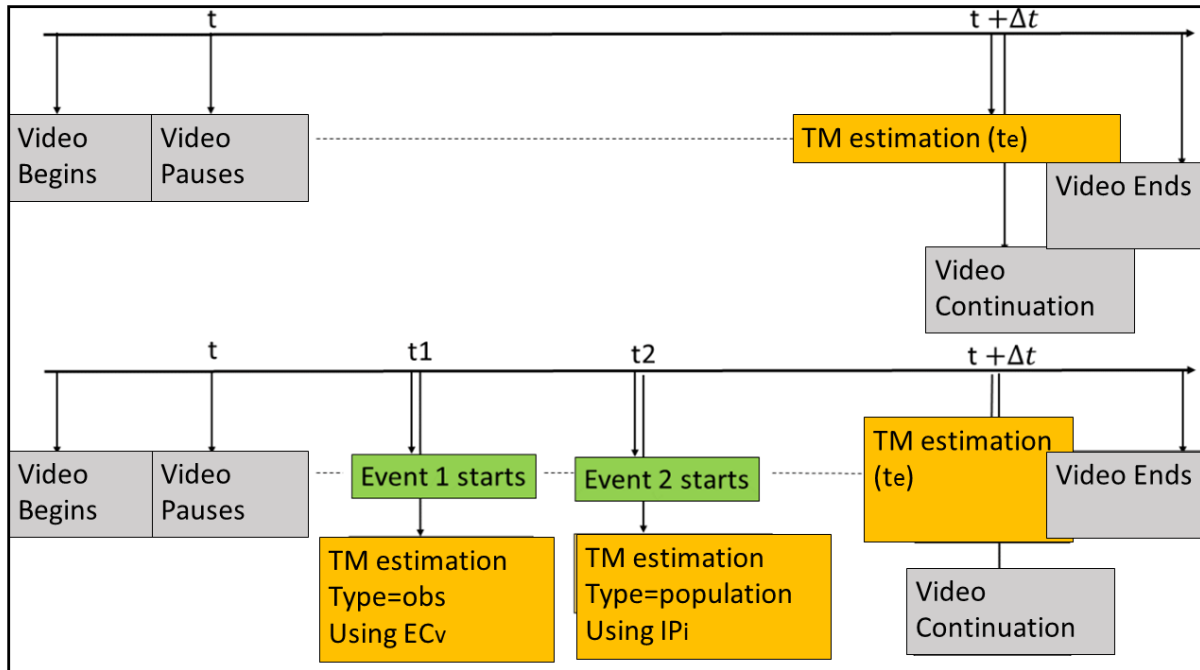 t
t +Δt
Video
Begins
Video
Pauses
TM estimation (te)
Video Ends
Video
Continuation
t
t1
t2
t +Δt
Video
Begins
Video
Pauses
Event 1 starts
Event 2 starts
TM estimation
(te)
Video Ends
TM estimation
Type=obs
Using ECv
TM estimation
Type=population
Using IPi
Video
Continuation